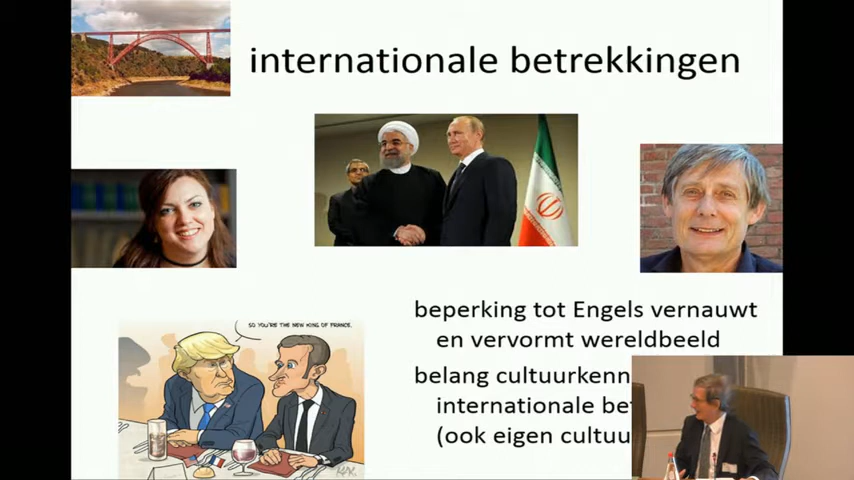 internationale betrekkingen
beperking tot Engels vernauwt
en vervormt wereldbeeld
SO YOU'RE THE NEW KING OF FRANCE.
belang cultuurkenn
internationale be
(ook eigen cultuu